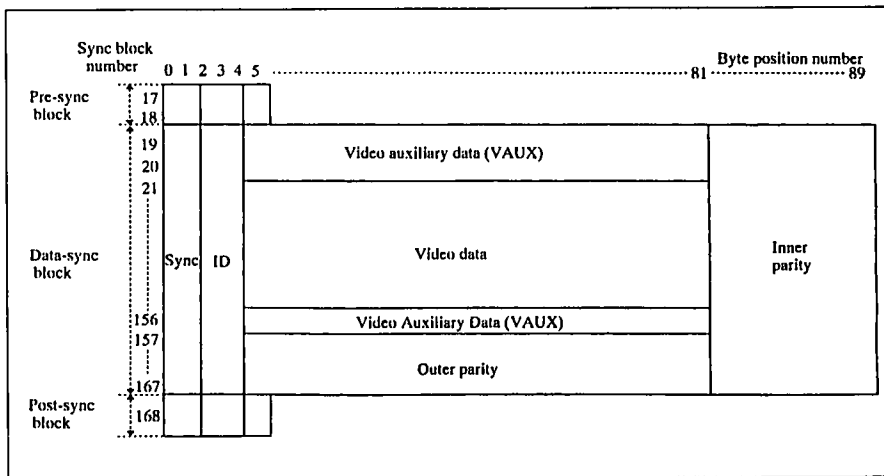 Sync block number
0 1 2 3 4 5
Byte position number
81 89
Pre-sync block
17
18
19
Video auxiliary data (VAUX)
20
21
Data-sync block
Sync
ID
Video data
Inner parity
156
Video Auxiliary Data (VAUX)
157
Outer parity
167
Post-sync block
168